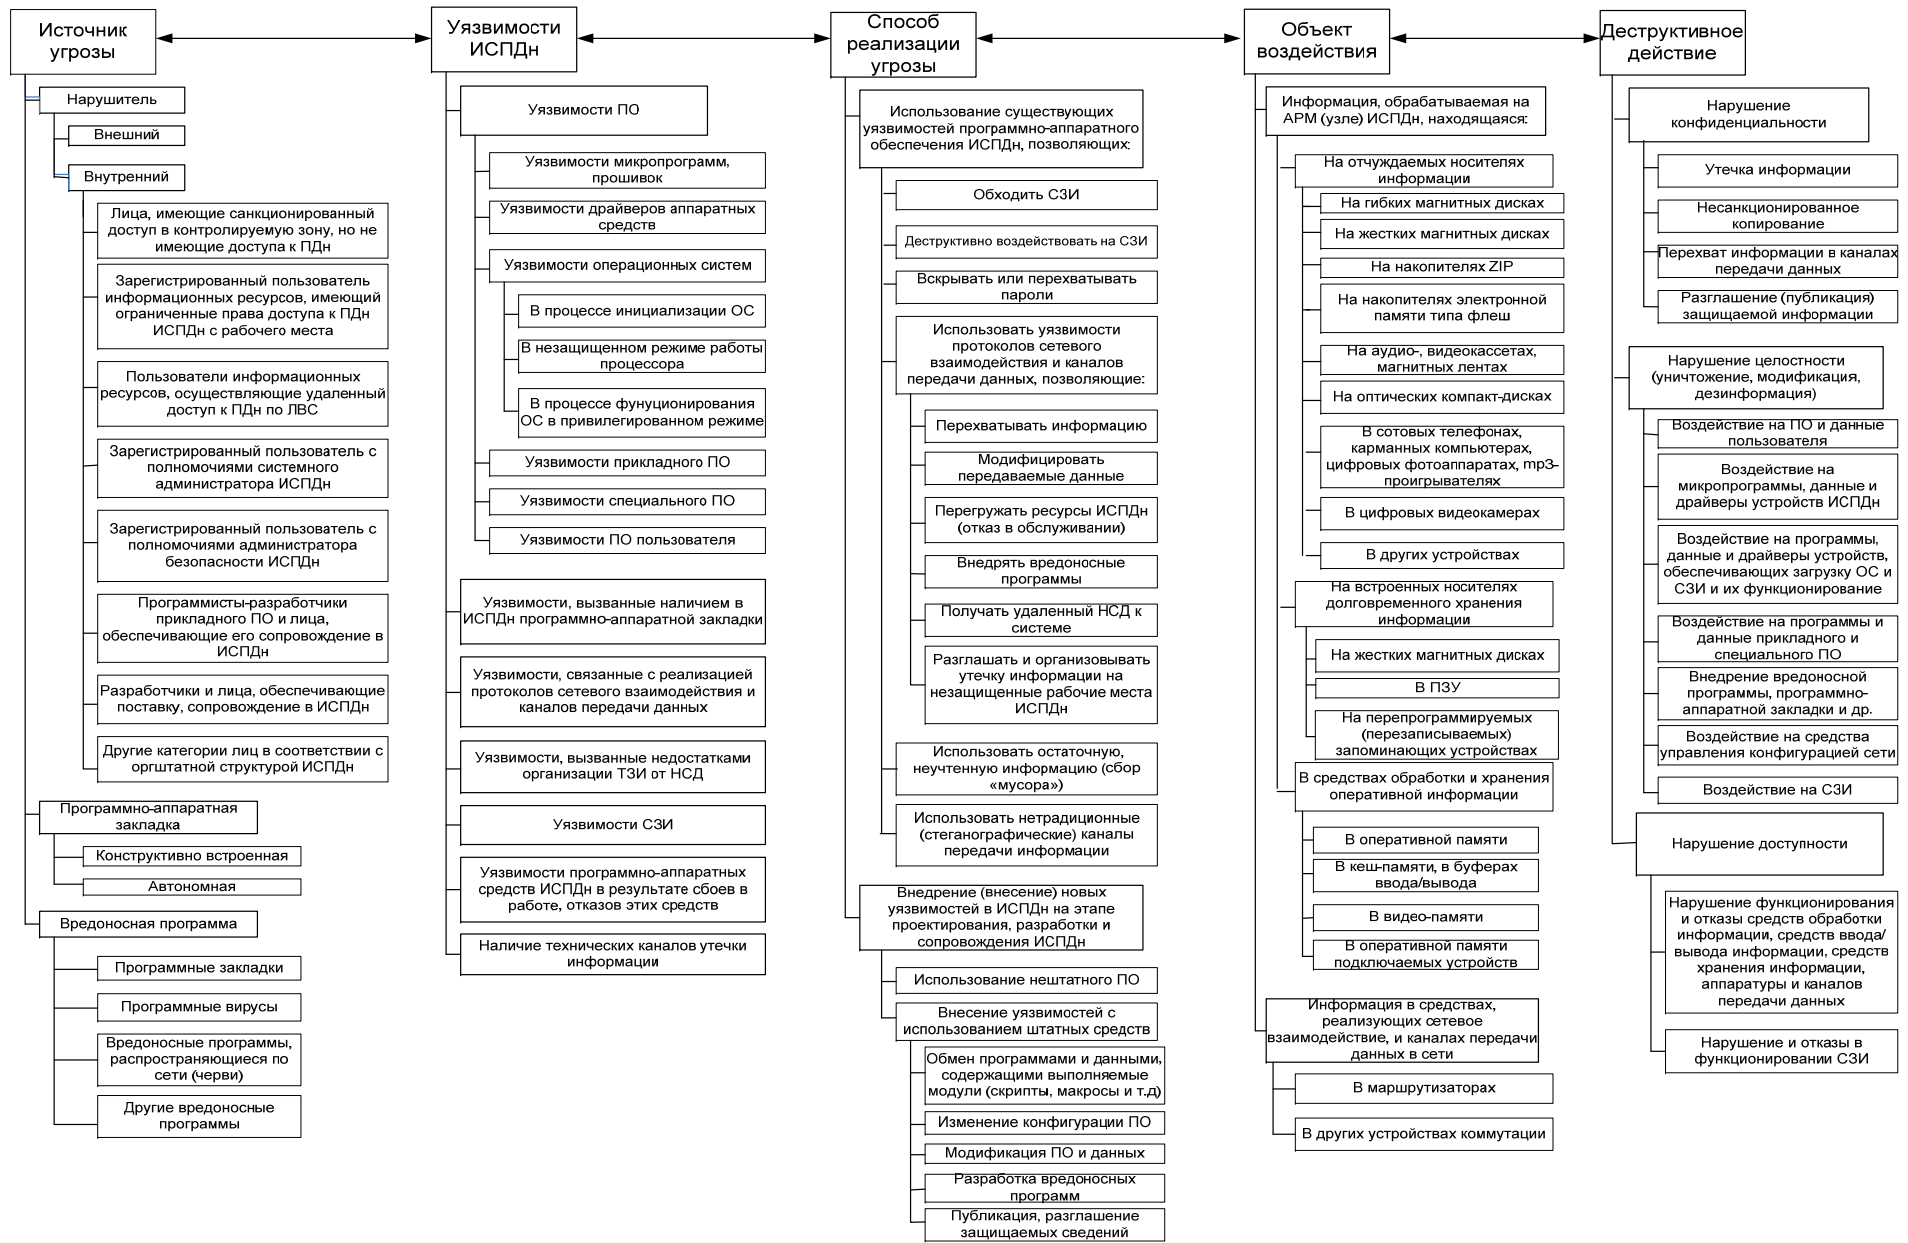 Источник
угрозы
Нарушитель
Внешний
Внутренний
Лица, имеющие санкционированный
доступ в контролируемую зону, но не
имеющие доступа к ПДн
Зарегистрированный пользователь
информационных ресурсов, имеющий
ограниченные права доступа к ПДн
ИСПДн с рабочего места
Пользователи информационных
ресурсов, осуществляющие удаленный
доступ к ПДн по ЛВС
Зарегистрированный пользователь с
полномочиями системного
администратора ИСПДн
Зарегистрированный пользователь с
полномочиями администратора
безопасности ИСПДн
Программисты-разработчики
прикладного ПО и лица,
обеспечивающие его сопровождение в
ИСПДн
Разработчики и лица, обеспечивающие
поставку, сопровождение в ИСПДн
Другие категории лиц в соответствии с
оргштатной структурой ИСПДн
Программно-аппаратная
закладка
Конструктивно встроенная
Автономная
Вредоносная программа
Программные закладки
Программные вирусы
Вредоносные программы,
распространяющиеся по
сети (черви)
Другие вредоносные
программы
Уязвимости
ИСПДн
Уязвимости ПО
Уязвимости микропрограмм,
прошивок
Уязвимости драйверов аппаратных
средств
Уязвимости операционных систем
В процессе инициализации ОС
В незащищенном режиме работы
процессора
В процессе фунуционирования
ОС в привилегированном режиме
Уязвимости прикладного ПО
Уязвимости специального ПО
Уязвимости ПО пользователя
Уязвимости, вызванные наличием в
ИСПДн программно-аппаратной закладки
Уязвимости, связанные с реализацией
протоколов сетевого взаимодействия и
каналов передачи данных
Уязвимости, вызванные недостатками
организации ТЗИ от НСД
Уязвимости СЗИ
Уязвимости программно-аппаратных
средств ИСПДн в результате сбоев в
работе, отказов этих средств
Наличие технических каналов утечки
информации
Способ
реализации
угрозы
Использование существующих
уязвимостей программно-аппаратного
обеспечения ИСПДн, позволяющих:
Обходить СЗИ
Деструктивно воздействовать на СЗИ
Вскрывать или перехватывать
пароли
Использовать уязвимости
протоколов сетевого
взаимодействия и каналов
передачи данных, позволяющие:
Перехватывать информацию
Модифицировать
передаваемые данные
Перегружать ресурсы ИСПДн
(отказ в обслуживании)
Внедрять вредоносные
программы
Получать удаленный НСД к
системе
Разглашать и организовывать
утечку информации на
незащищенные рабочие места
ИСПДн
Использовать остаточную,
неучтенную информацию (сбор
«мусора»)
Использовать нетрадиционные
(стеганографические) каналы
передачи информации
Внедрение (внесение) новых
уязвимостей в ИСПДн на этапе
проектирования, разработки и
сопровождения ИСПДн
Использование нештатного ПО
Внесение уязвимостей с
использованием штатных средств
Обмен программами и данными,
содержащими выполняемые
модули (скрипты, макросы и т.д)
Изменение конфигурации ПО
Модификация ПО и данных
Разработка вредоносных
программ
Публикация, разглашение
защищаемых сведений
Объект
воздействия
Информация, обрабатываемая на
АРМ (узле) ИСПДн, находящаяся:
На отчуждаемых носителях
информации
На гибких магнитных дисках
На жестких магнитных дисках
На накопителях ZIP
На накопителях электронной
памяти типа флеш
На аудио-, видеокассетах,
магнитных лентах
На оптических компакт-дисках
В сотовых телефонах,
карманных компьютерах,
цифровых фотоаппаратах, mp3-
проигрывателях
В цифровых видеокамерах
В других устройствах
На встроенных носителях
долговременного хранения
информации
На жестких магнитных дисках
В ПЗУ
На перепрограммируемых
(перезаписываемых)
запоминающих устройствах
В средствах обработки и хранения
оперативной информации
В оперативной памяти
В кеш-памяти, в буферах
ввода/вывода
В видео-памяти
В оперативной памяти
подключаемых устройств
Информация в средствах,
реализующих сетевое
взаимодействие, и каналах передачи
данных в сети
В маршрутизаторах
В других устройствах коммутации
Деструктивное
действие
Нарушение
конфиденциальности
Утечка информации
Несанкционированное
копирование
Перехват информации в каналах
передачи данных
Разглашение (публикация)
защищаемой информации
Нарушение целостности
(уничтожение, модификация,
дезинформация)
Воздействие на ПО и данные
пользователя
Воздействие на
микропрограммы, данные и
драйверы устройств ИСПДн
Воздействие на программы,
данные и драйверы устройств,
обеспечивающих загрузку ОС и
СЗИ и их функционирование
Воздействие на программы и
данные прикладного и
специального ПО
Внедрение вредоносной
программы, программно-
аппаратной закладки и др.
Воздействие на средства
управления конфигурацией сети
Воздействие на СЗИ
Нарушение доступности
Нарушение функционирования
и отказы средств обработки
информации, средств ввода/
вывода информации, средств
хранения информации,
аппаратуры и каналов
передачи данных
Нарушение и отказы в
функционировании СЗИ